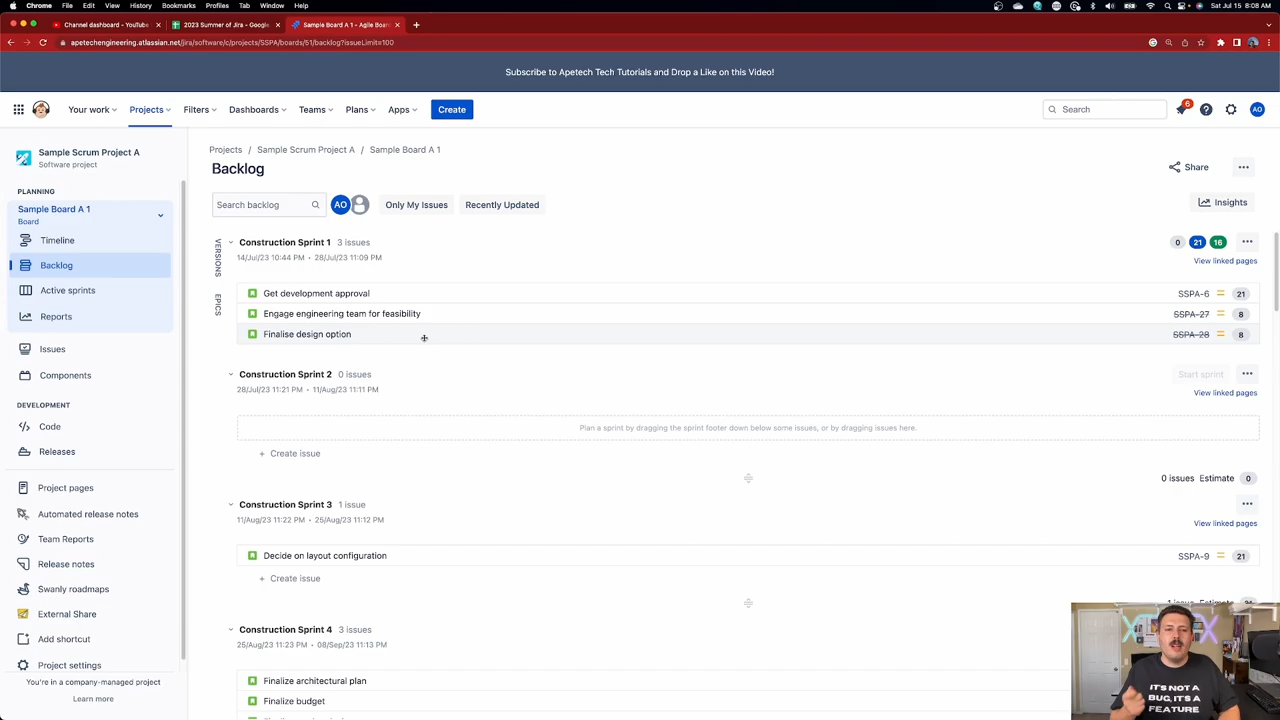 Chrome File Edit View History Bookmarks Profiles Tab Window Help
Sat Jul 15 8:08 AM
Channel dashboard - YouTube
2023 Summer of Jira - Google
Sample Board A 1 - Agile Board
apetechengineering.atlassian.net/jira/software/c/projects/SSPA/boards/51/backlog?issueLimit=100
Subscribe to Apetech Tech Tutorials and Drop a Like on this Video!
Your work Projects Filters Dashboards Teams Plans Apps Create
Search
6
AO
Sample Scrum Project A
Software project
PLANNING
Sample Board A 1
Board
Timeline
Backlog
Active sprints
Reports
Issues
Components
DEVELOPMENT
Code
Releases
Project pages
Automated release notes
Team Reports
Release notes
Swanly roadmaps
External Share
Add shortcut
Project settings
You're in a company-managed project
Learn more
Projects / Sample Scrum Project A / Sample Board A 1
Backlog
Share
Search backlog
AO
Only My Issues
Recently Updated
Insights
VERSIONS
EPICS
Construction Sprint 1 3 issues
0 21 16
14/Jul/23 10:44 PM • 28/Jul/23 11:09 PM
View linked pages
Get development approval SSPA-6 21
Engage engineering team for feasibility SSPA-27 8
Finalise design option SSPA-28 8
Construction Sprint 2 0 issues
Start sprint
28/Jul/23 11:21 PM • 11/Aug/23 11:11 PM
View linked pages
Plan a sprint by dragging the sprint footer down below some issues, or by dragging issues here.
+ Create issue
0 issues Estimate 0
Construction Sprint 3 1 issue
11/Aug/23 11:22 PM • 25/Aug/23 11:12 PM
View linked pages
Decide on layout configuration SSPA-9 21
+ Create issue
1 issue Estimate
Construction Sprint 4 3 issues
25/Aug/23 11:23 PM • 08/Sep/23 11:13 PM
Finalize architectural plan
Finalize budget
IT'S NOT A
BUG, IT'S A
FEATURE